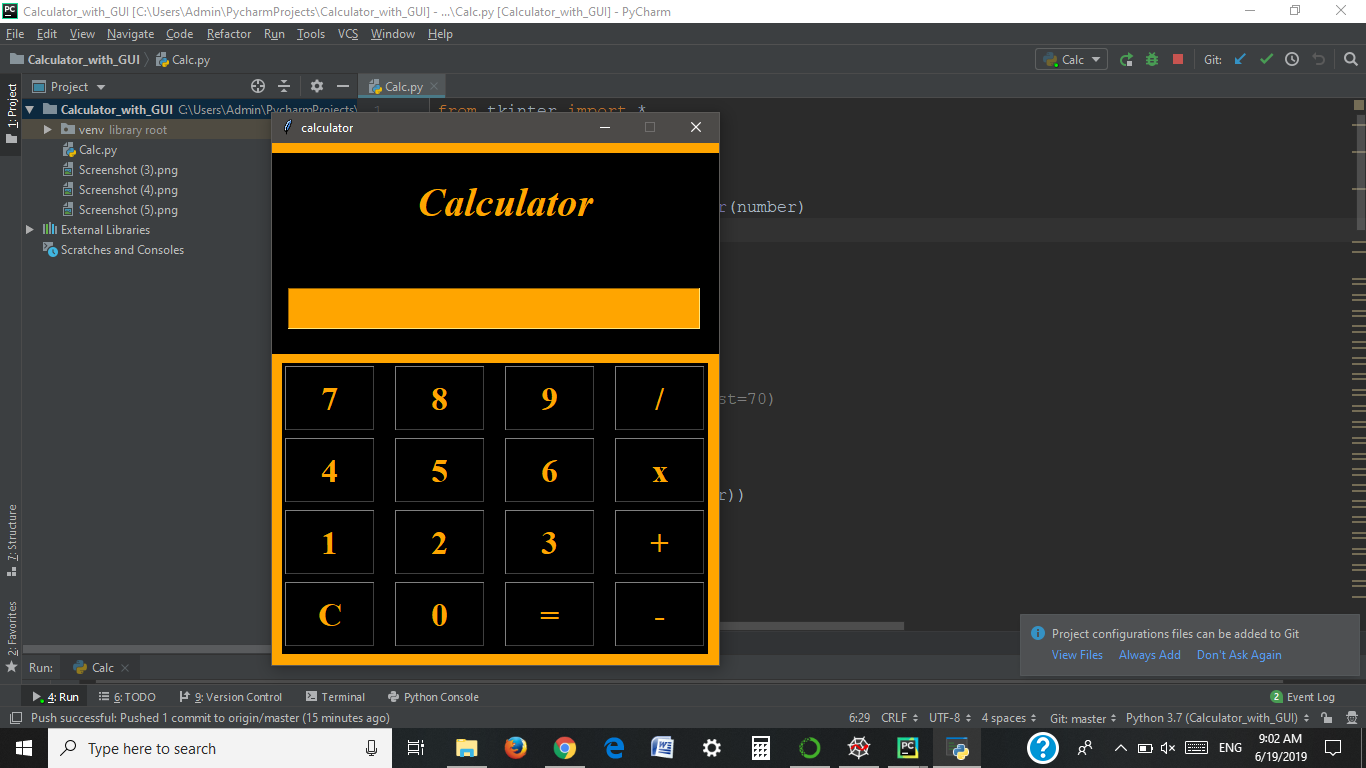 Calculator_with_GUI [C:\Users\Admin\PycharmProjects\Calculator_with_GUI] - ...\Calc.py [Calculator_with_GUI] - PyCharm
File Edit View Navigate Code Refactor Run Tools VCS Window Help
Calculator_with_GUI Calc.py
Calc
Git:
1: Project
Project
Calc.py
Calculator_with_GUI C:\Users\Admin\PycharmProjects\
venv library root
Calc.py
Screenshot (3).png
Screenshot (4).png
Screenshot (5).png
External Libraries
Scratches and Consoles
1 from tkinter import *
r(number)
st=70)
r))
calculator
Calculator
7 8 9 /
4 5 6 x
1 2 3 +
C 0 = -
7: Structure
2: Favorites
Project configurations files can be added to Git
View Files Always Add Don't Ask Again
Run: Calc
4: Run 6: TODO 9: Version Control Terminal Python Console
2 Event Log
Push successful: Pushed 1 commit to origin/master (15 minutes ago)
6:29 CRLF UTF-8 4 spaces Git: master Python 3.7 (Calculator_with_GUI)
Type here to search
ENG
9:02 AM
6/19/2019